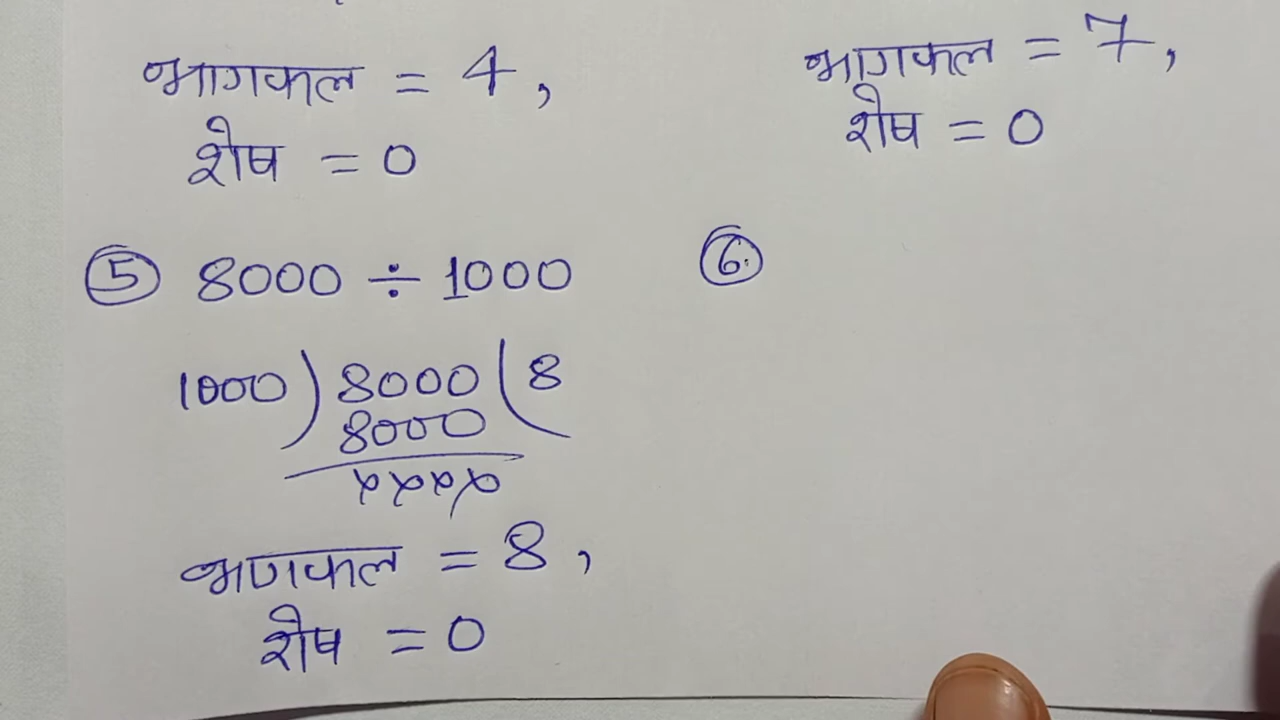 भागफल = 4,
शेष = 0
भागफल = 7,
शेष = 0
⑤ 8000 ÷ 1000
1000 ) 8000 ( 8
8000
××××
भागफल = 8,
शेष = 0
⑥